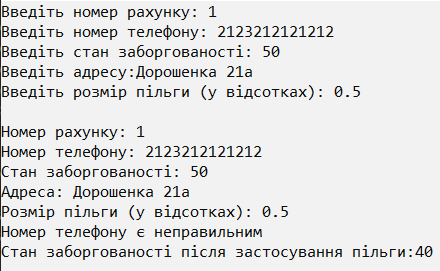 Введіть номер рахунку: 1
Введіть номер телефону: 2123212121212
Введіть стан заборгованості: 50
Введіть адресу:Дорошенка 21а
Введіть розмір пільги (у відсотках): 0.5

Номер рахунку: 1
Номер телефону: 2123212121212
Стан заборгованості: 50
Адреса: Дорошенка 21а
Розмір пільги (у відсотках): 0.5
Номер телефону є неправильним
Стан заборгованості після застосування пільги:40